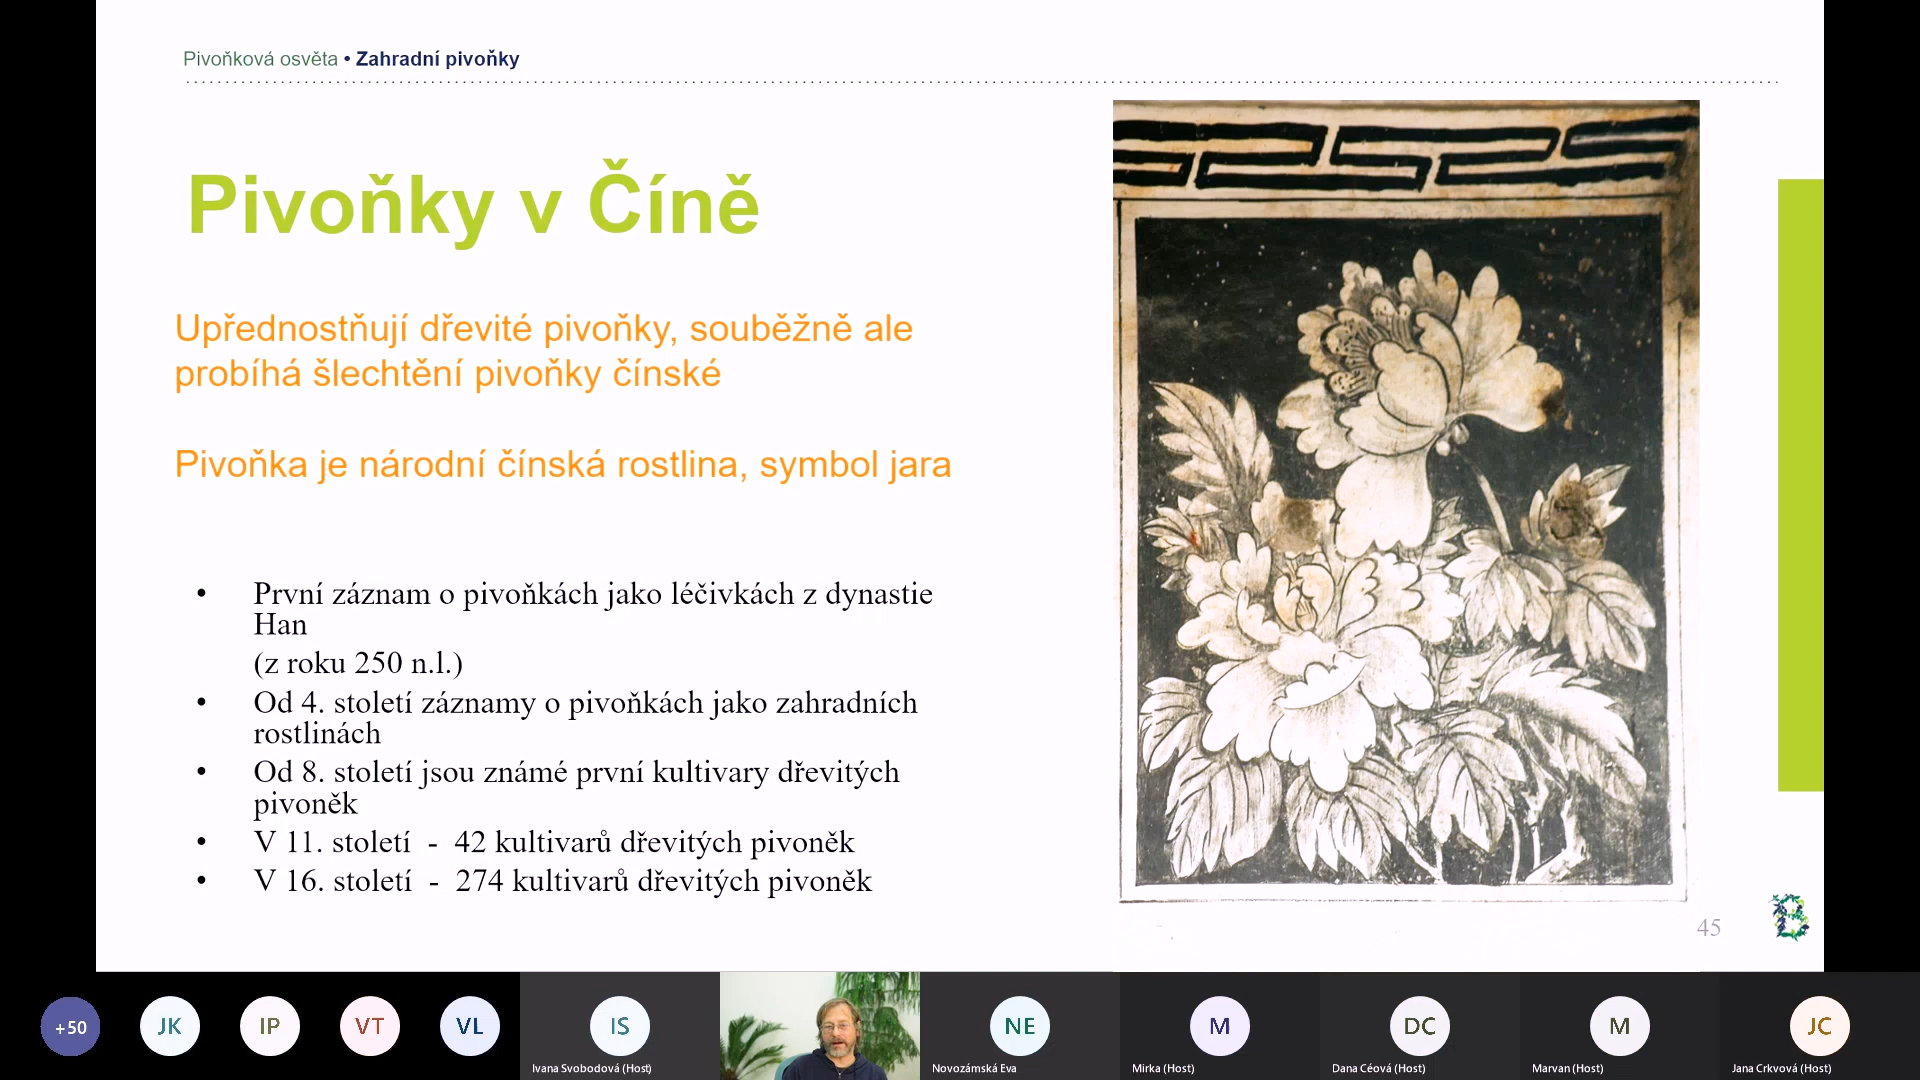 Pivoňková osvěta • Zahradní pivoňky
Pivoňky v Číně
Upřednostňují dřevité pivoňky, souběžně ale
probíhá šlechtění pivoňky čínské
Pivoňka je národní čínská rostlina, symbol jara
• První záznam o pivoňkách jako léčivkách z dynastie
Han
(z roku 250 n.l.)
• Od 4. století záznamy o pivoňkách jako zahradních
rostlinách
• Od 8. století jsou známé první kultivary dřevitých
pivoněk
• V 11. století - 42 kultivarů dřevitých pivoněk
• V 16. století - 274 kultivarů dřevitých pivoněk
45
B
+50
JK
IP
VT
VL
IS
Ivana Svobodová (Host)
NE
Novozámská Eva
M
Mirka (Host)
DC
Dana Céová (Host)
M
Marvan (Host)
JC
Jana Crkvová (Host)